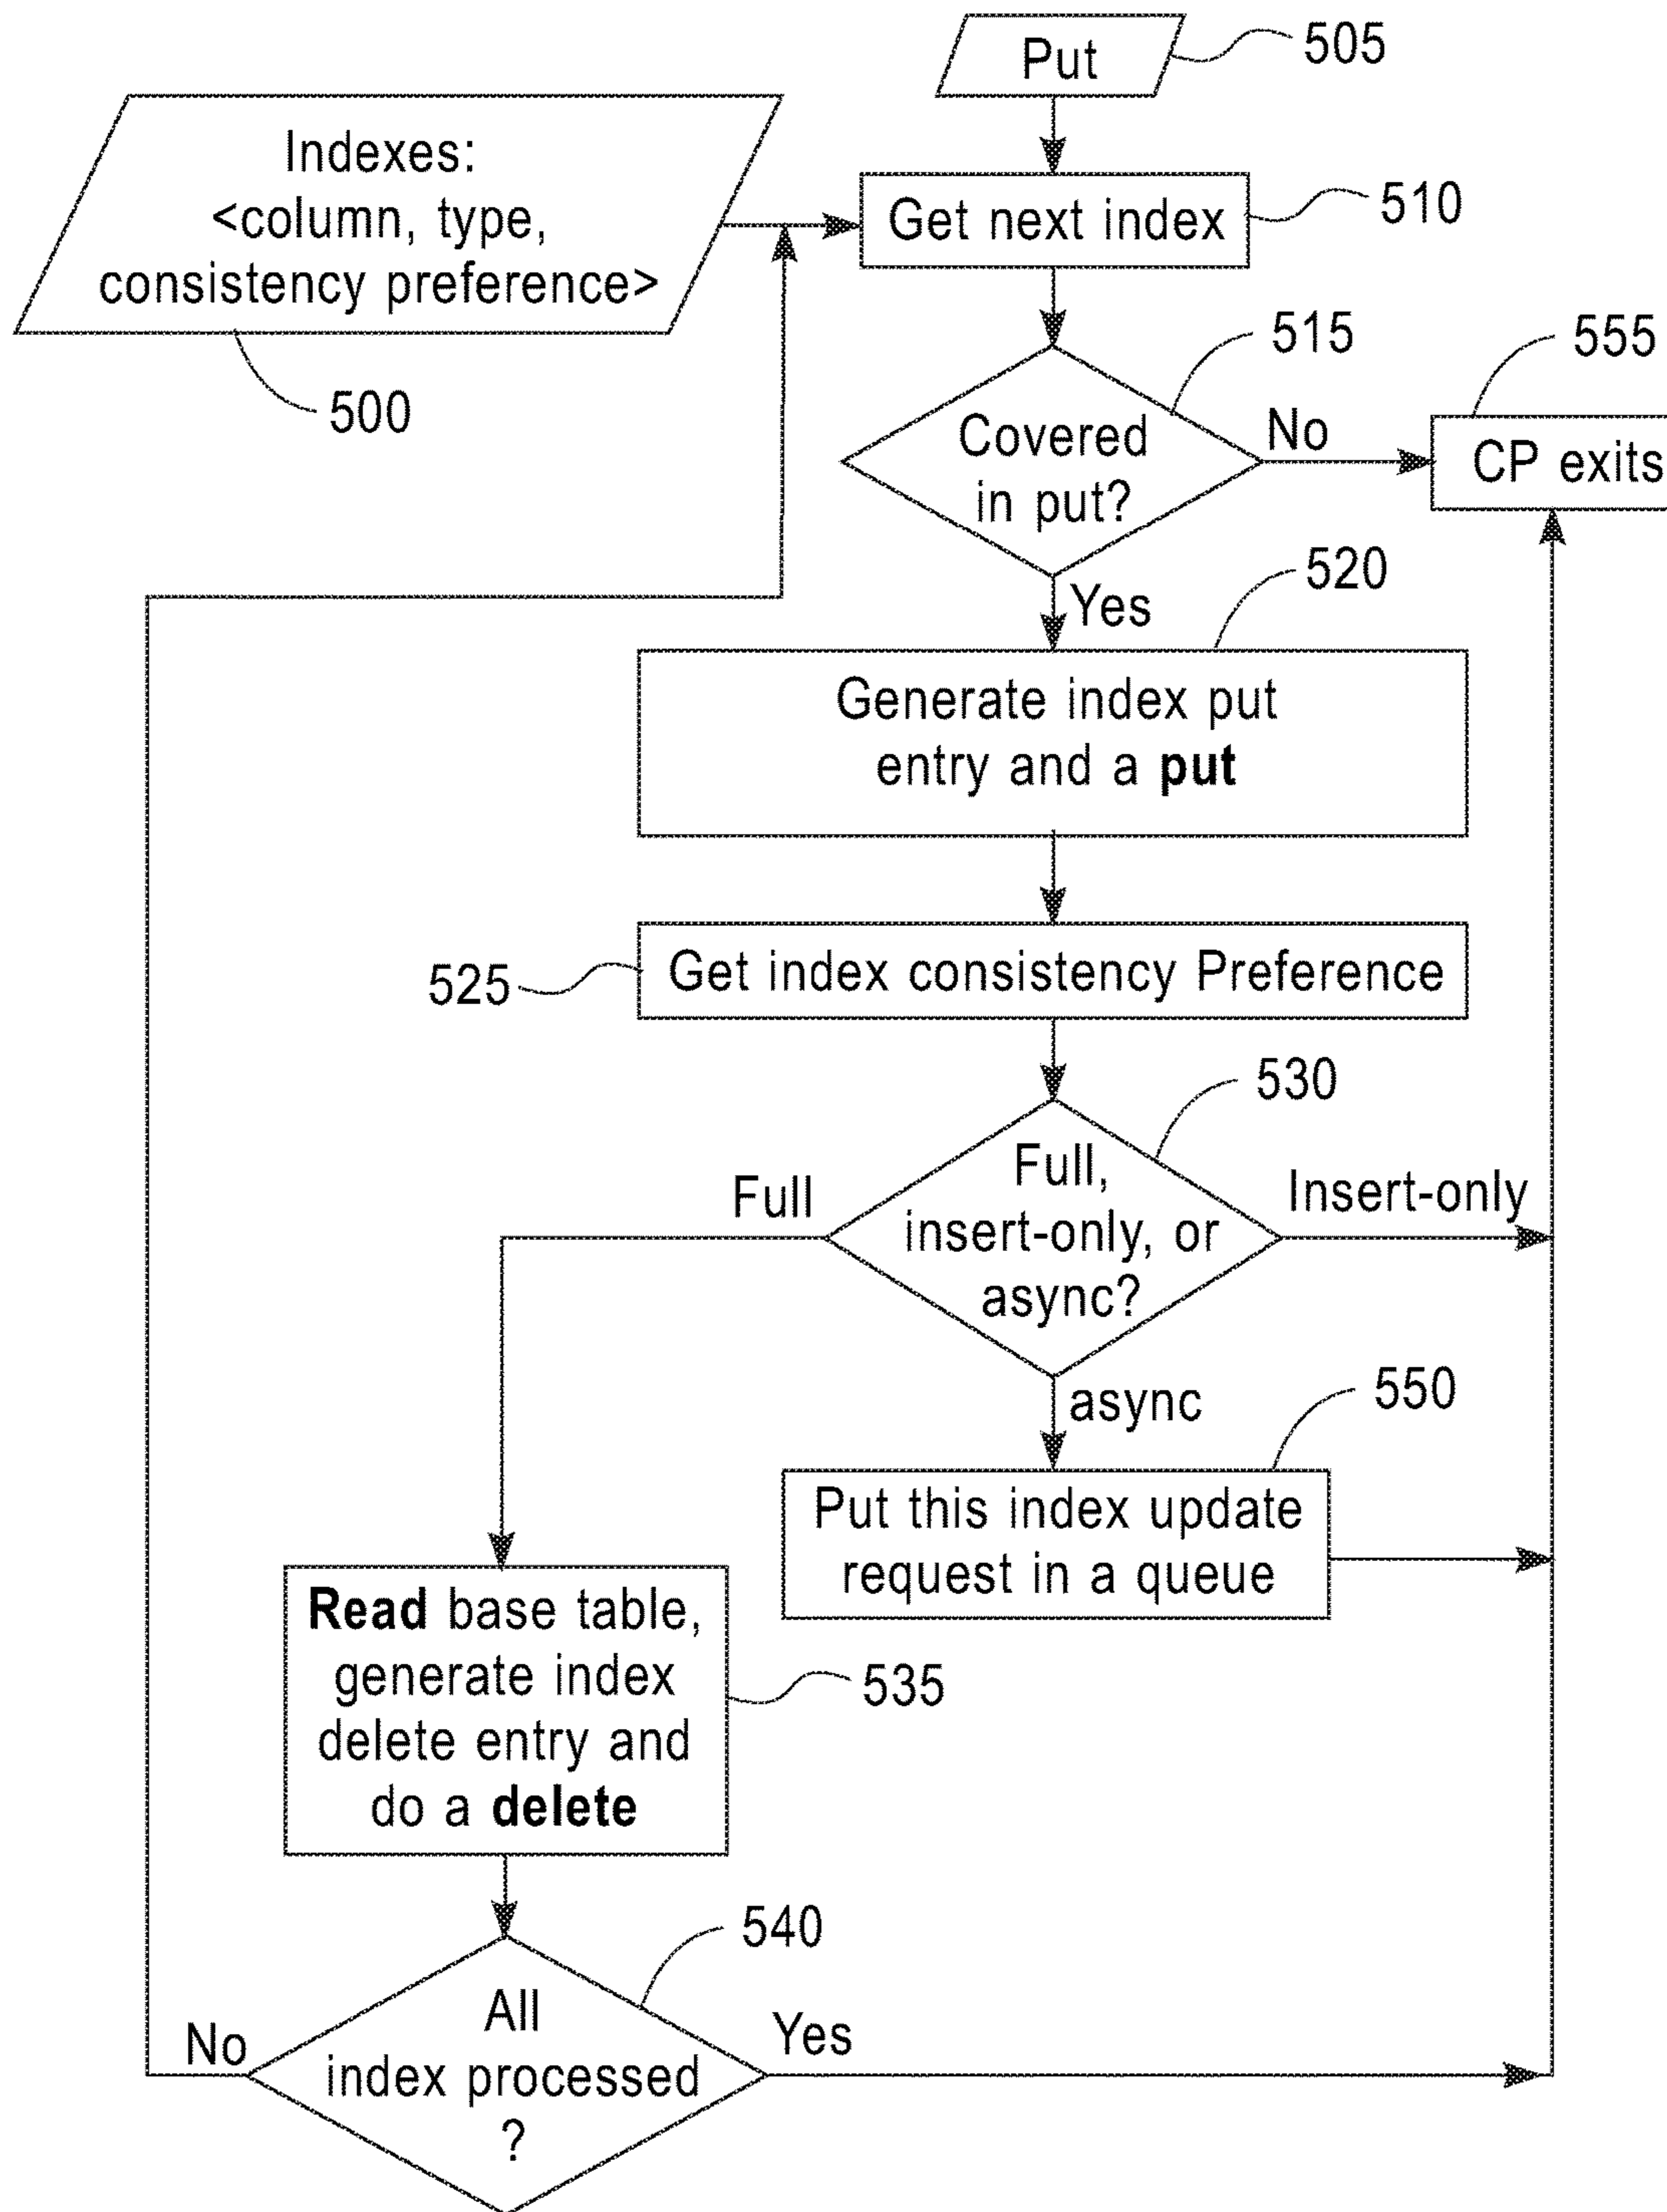 Put
505
Indexes:
<column, type,
consistency preference>
500
Get next index
510
515
Covered
in put?
No
555
CP exits
Yes
520
Generate index put
entry and a put
525
Get index consistency Preference
530
Full,
insert-only, or
async?
Full
Insert-only
async
550
Put this index update
request in a queue
Read base table,
generate index
delete entry and
do a delete
535
540
All
index processed
?
No
Yes